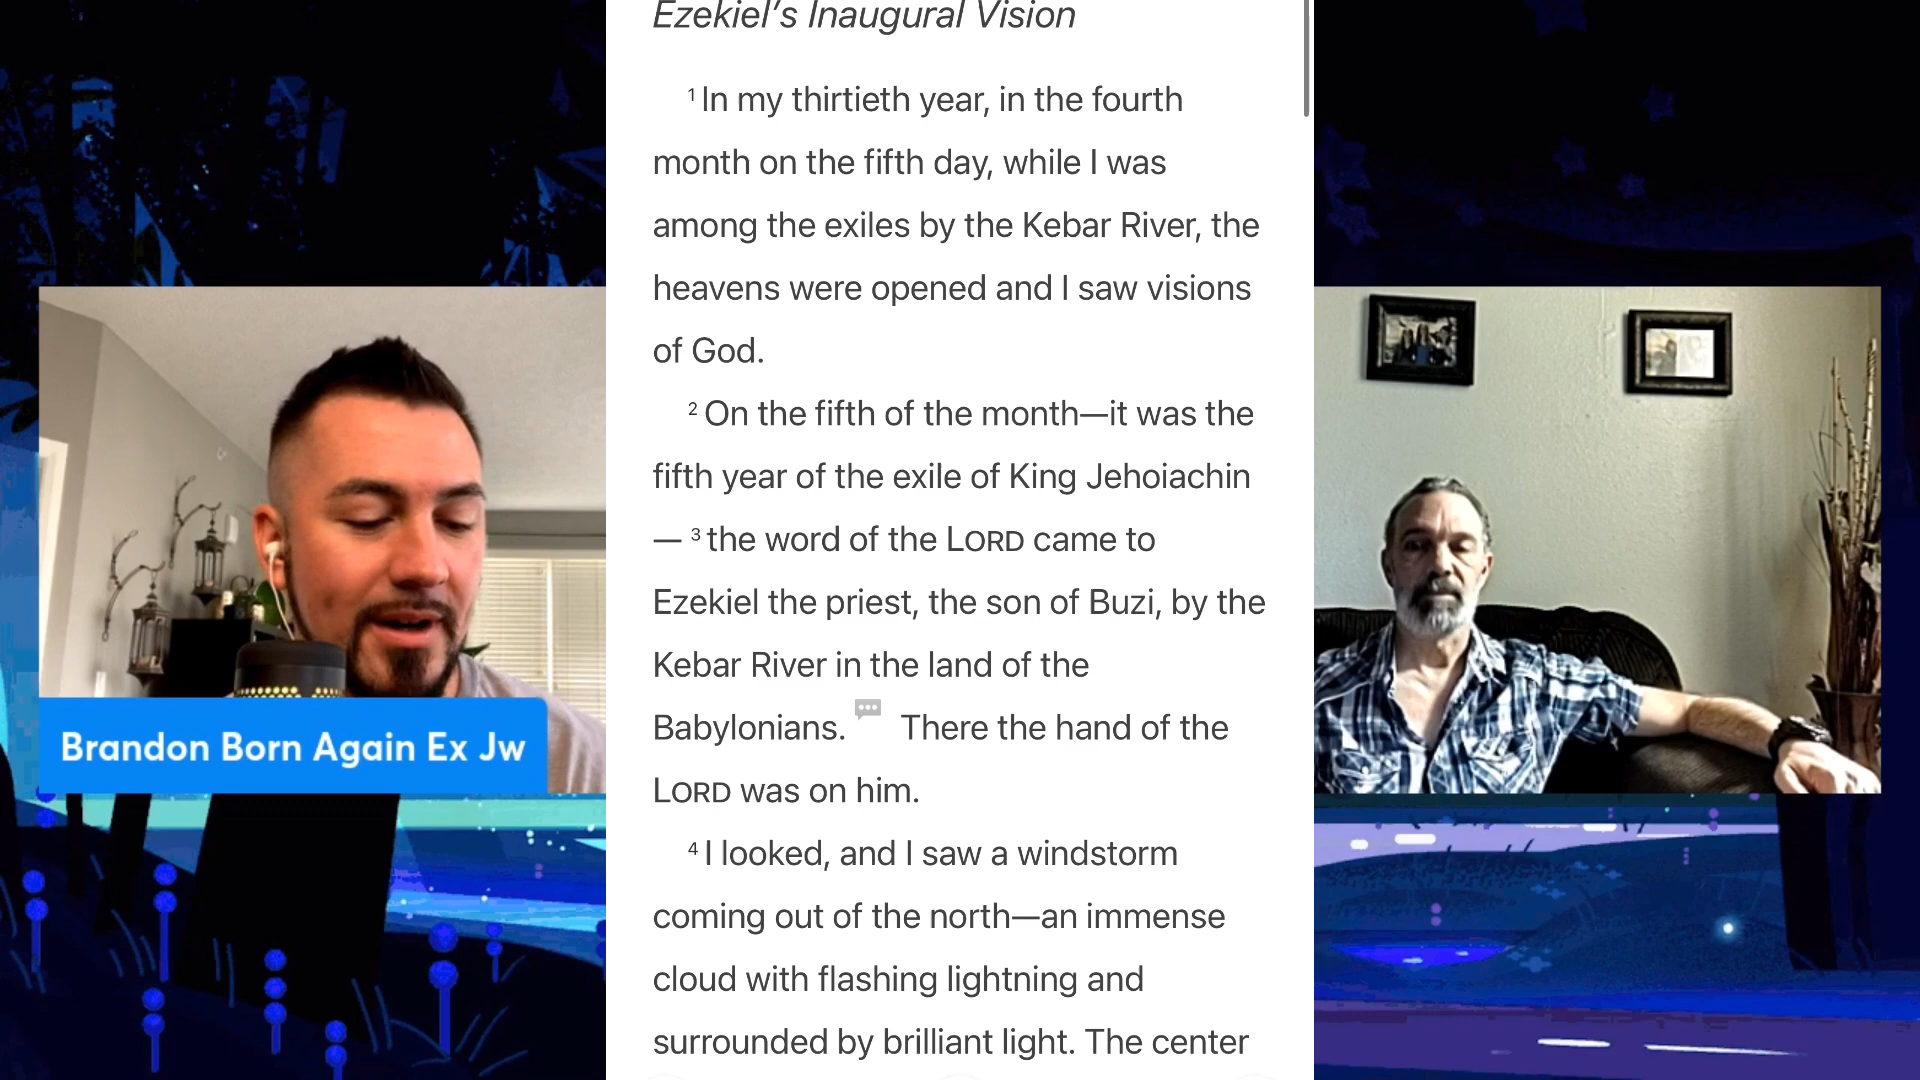 Ezekiel’s Inaugural Vision
1 In my thirtieth year, in the fourth
month on the fifth day, while I was
among the exiles by the Kebar River, the
heavens were opened and I saw visions
of God.
2 On the fifth of the month—it was the
fifth year of the exile of King Jehoiachin
— 3 the word of the LORD came to
Ezekiel the priest, the son of Buzi, by the
Kebar River in the land of the
Babylonians. There the hand of the
LORD was on him.
4 I looked, and I saw a windstorm
coming out of the north—an immense
cloud with flashing lightning and
surrounded by brilliant light. The center
Brandon Born Again Ex Jw